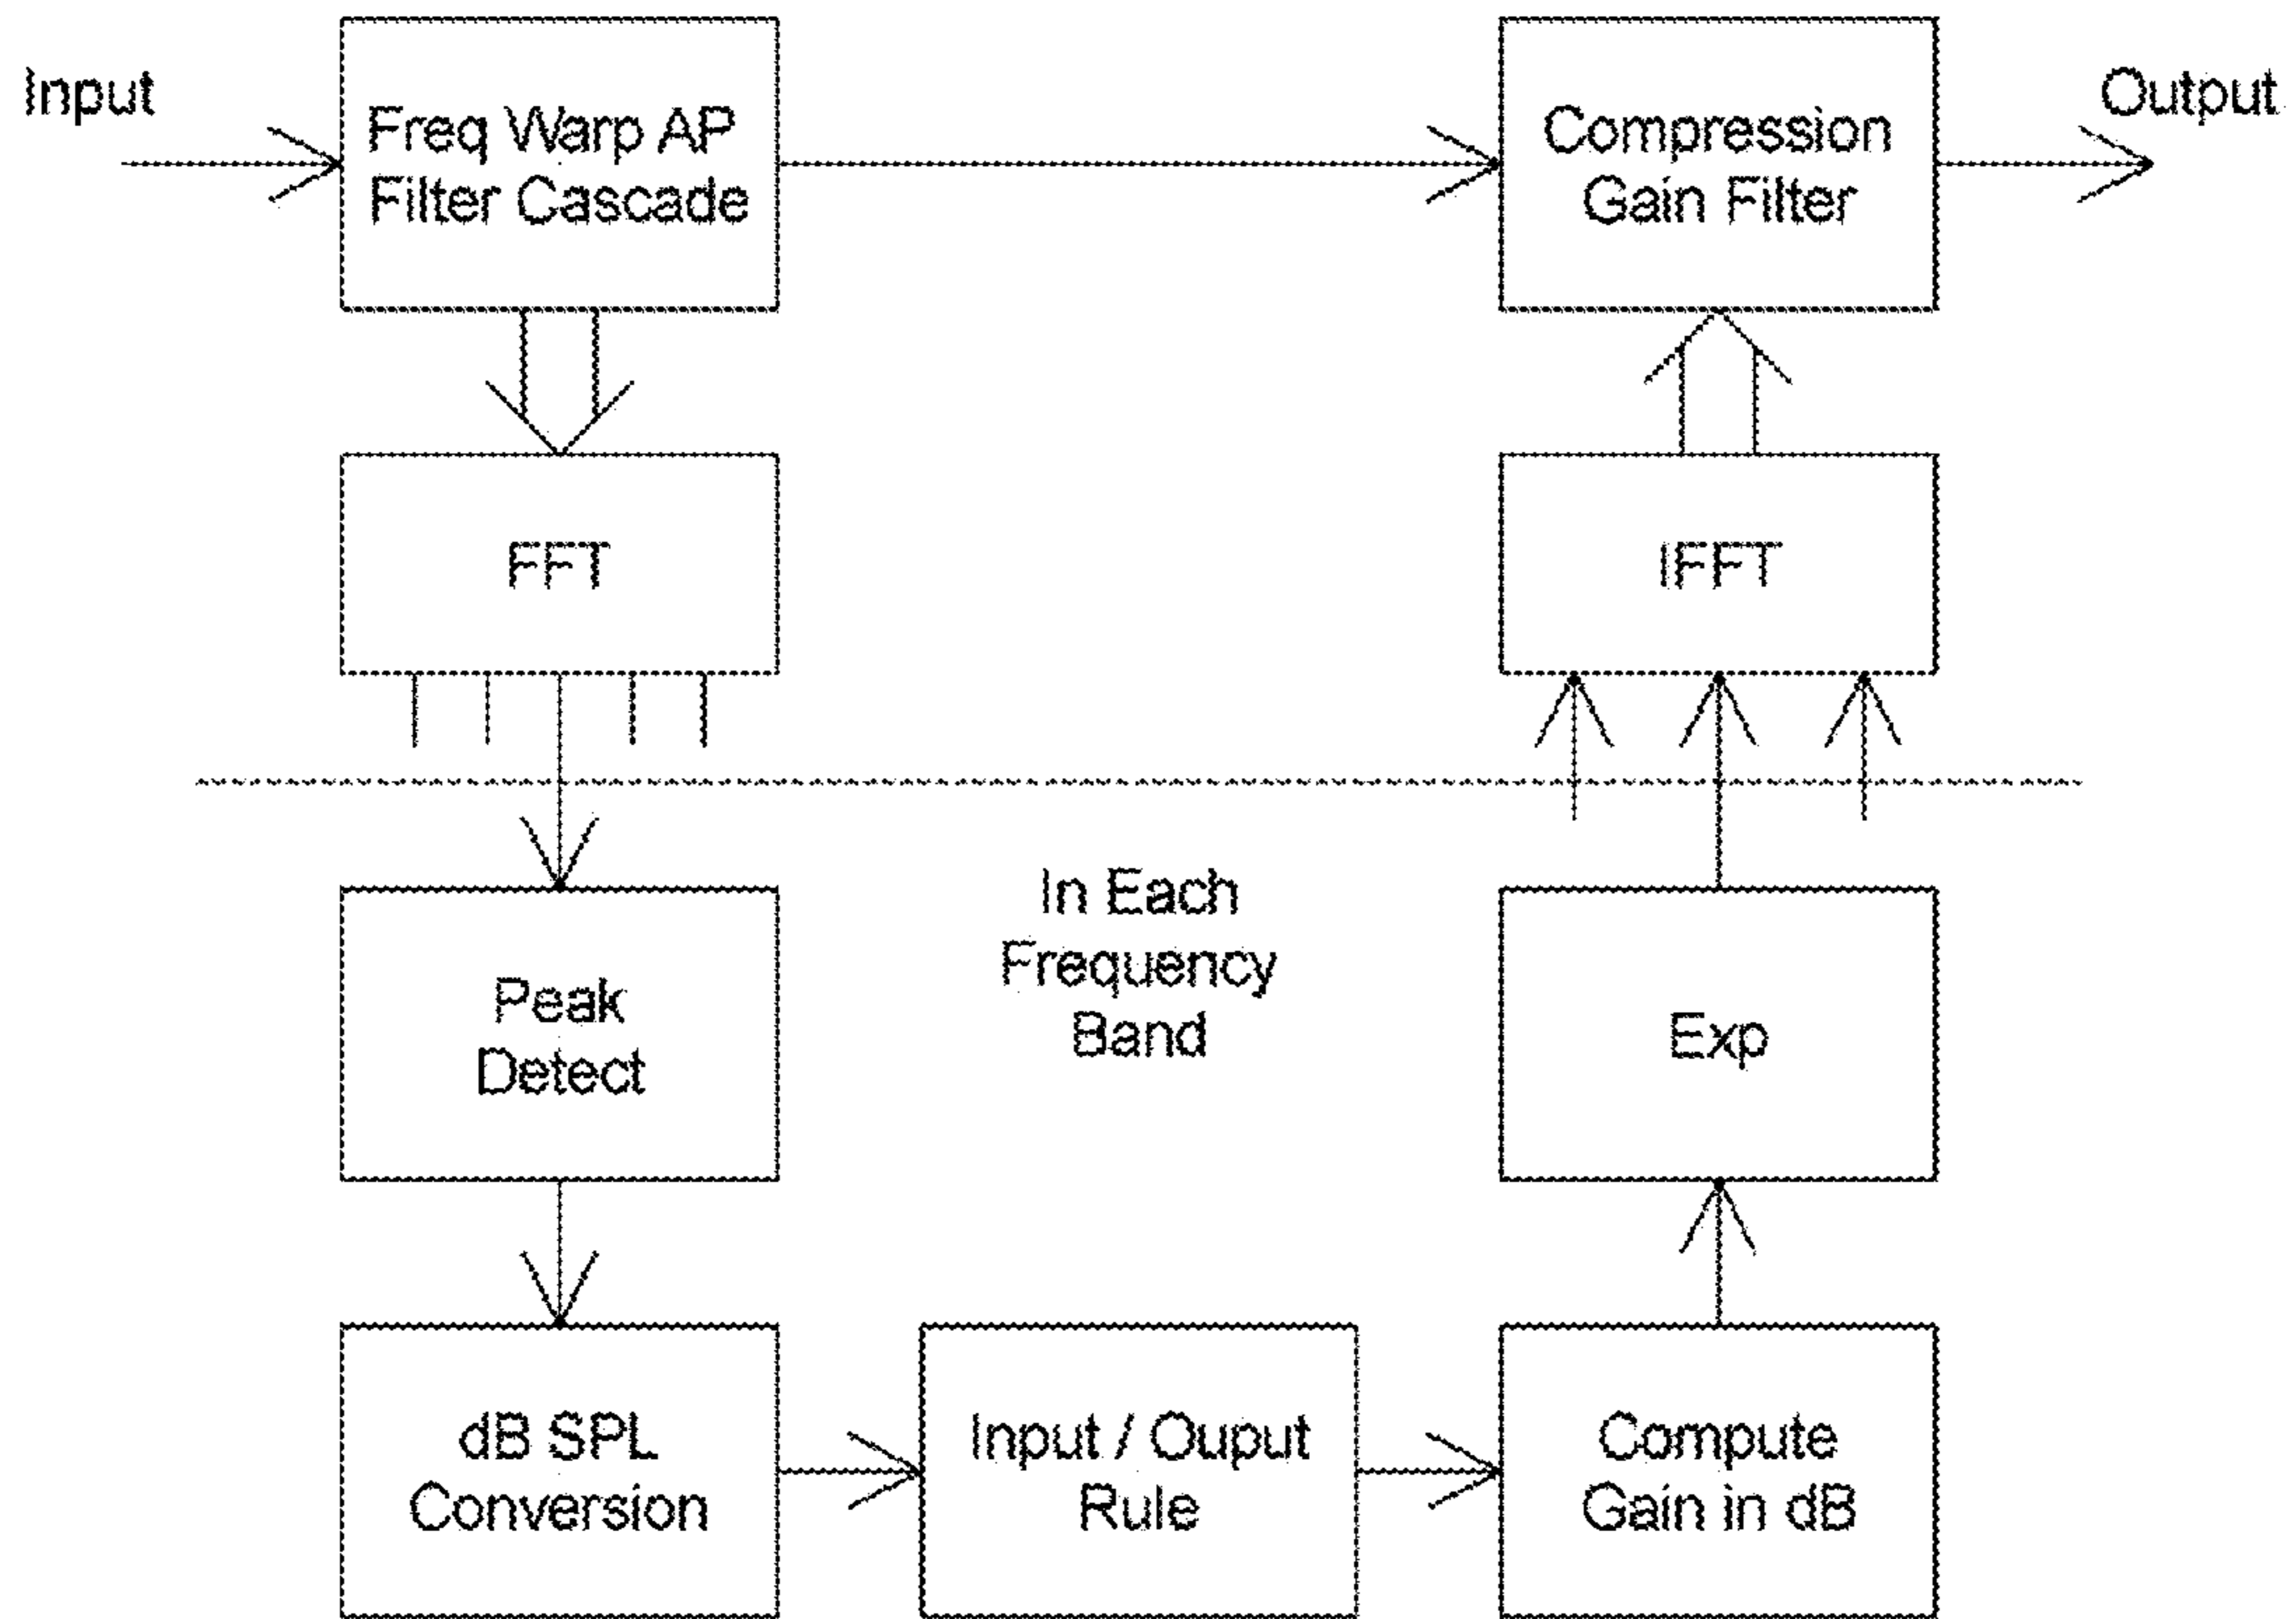 Input
Freq Warp AP
Filter Cascade
Compression
Gain Filter
Output
FFT
IFFT
Peak
Detect
In Each
Frequency
Band
Exp
dB SPL
Conversion
Input / Ouput
Rule
Compute
Gain in dB